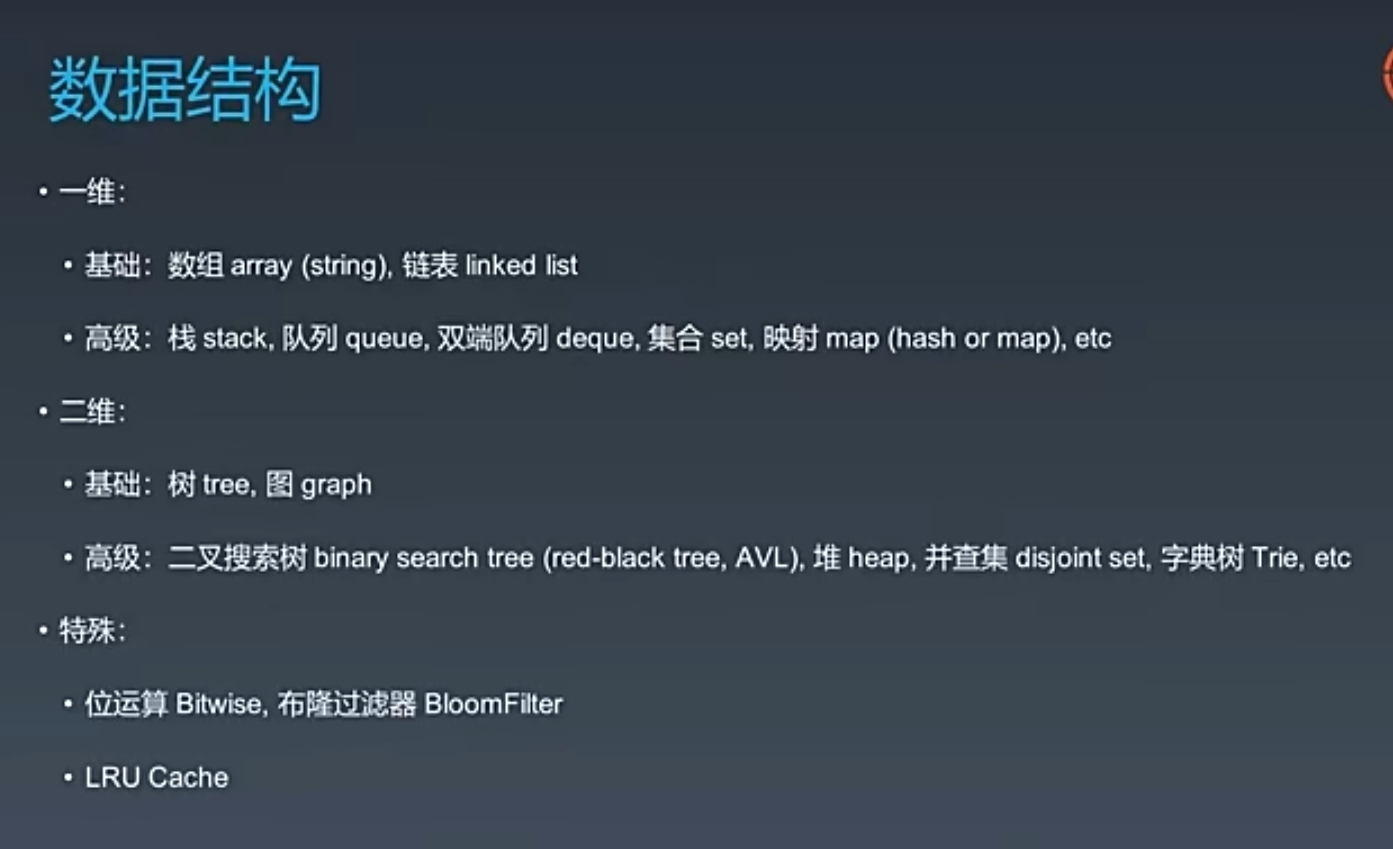 数据结构
• 一维：
• 基础：数组 array (string), 链表 linked list
• 高级：栈 stack, 队列 queue, 双端队列 deque, 集合 set, 映射 map (hash or map), etc
• 二维：
• 基础：树 tree, 图 graph
• 高级：二叉搜索树 binary search tree (red-black tree, AVL), 堆 heap, 并查集 disjoint set, 字典树 Trie, etc
• 特殊：
• 位运算 Bitwise, 布隆过滤器 BloomFilter
• LRU Cache